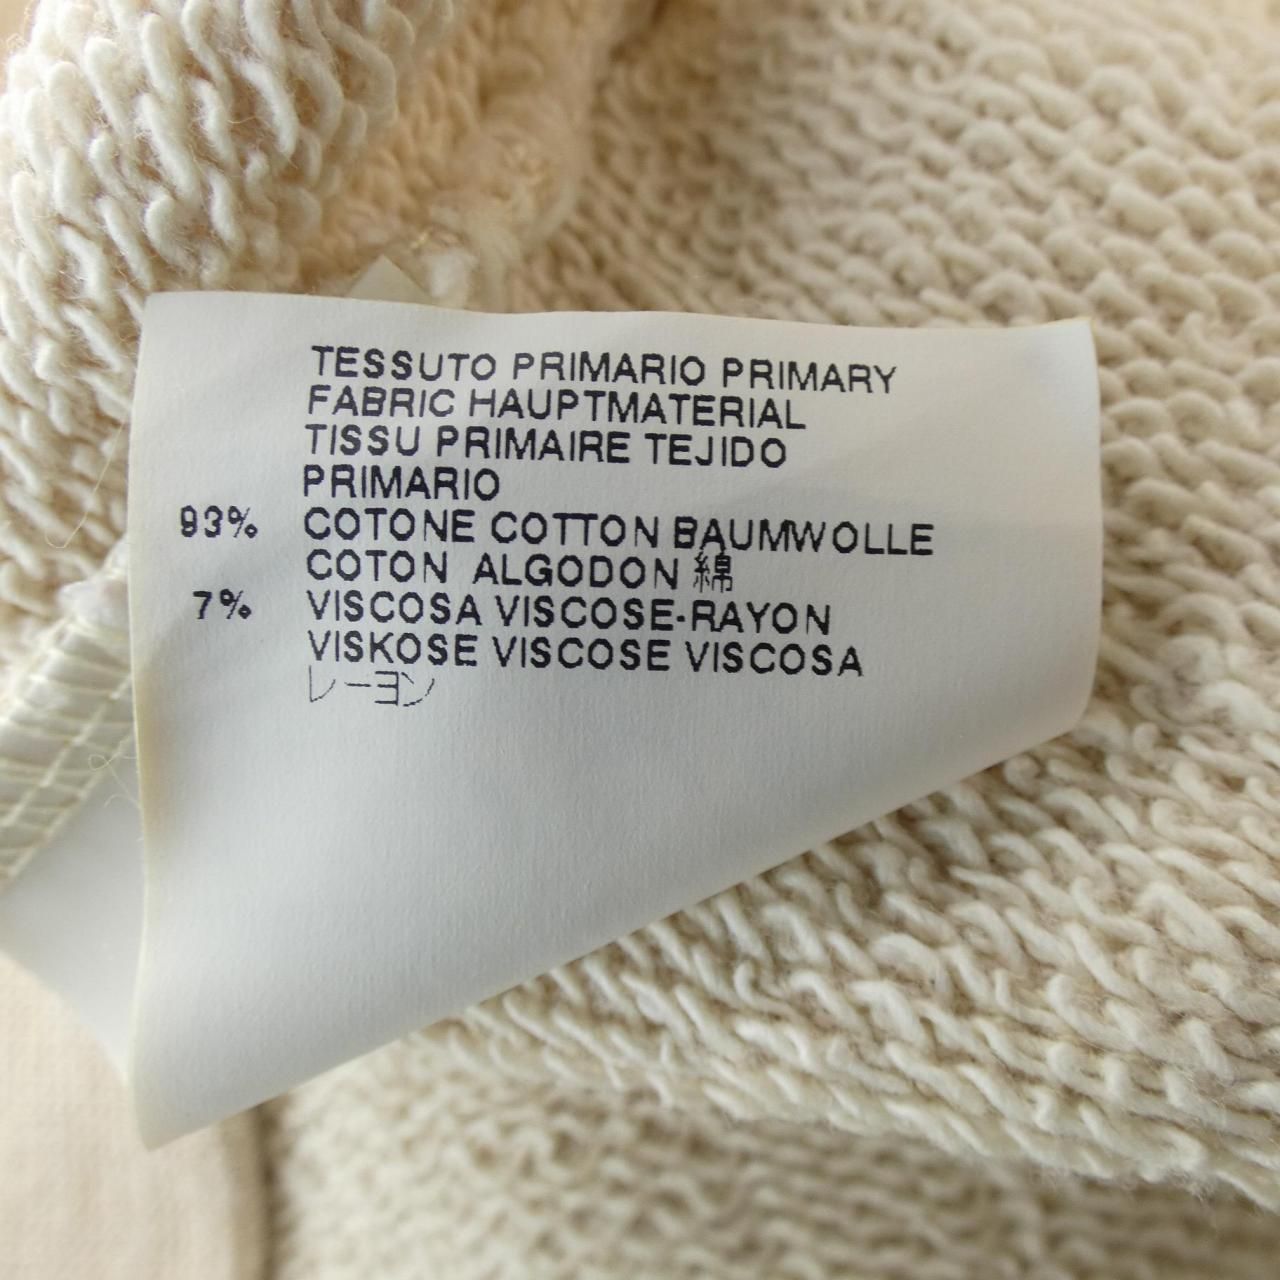 TESSUTO PRIMARIO PRIMARY
FABRIC HAUPTMATERIAL
TISSU PRIMAIRE TEJIDO
PRIMARIO
93% COTONE COTTON BAUMWOLLE
COTON ALGODON 綿
7% VISCOSA VISCOSE-RAYON
VISKOSE VISCOSE VISCOSA
レーヨン